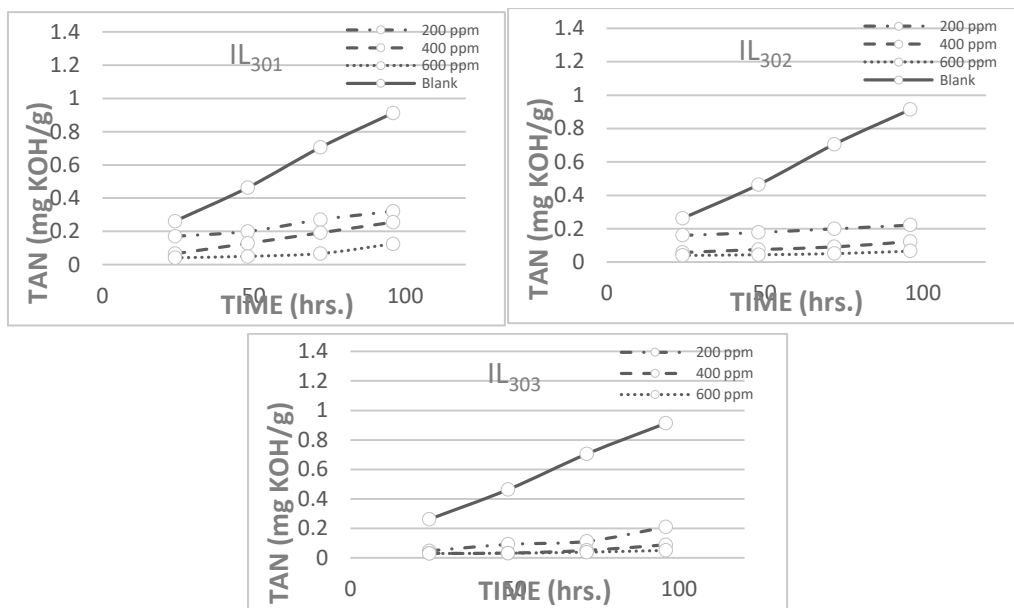 IL301
200 ppm
400 ppm
600 ppm
Blank
TAN (mg KOH/g)
1.4
1.2
1
0.8
0.6
0.4
0.2
0
0
50
100
TIME (hrs.)
IL302
200 ppm
400 ppm
600 ppm
Blank
TAN (mg KOH/g)
1.4
1.2
1
0.8
0.6
0.4
0.2
0
0
50
100
TIME (hrs.)
IL303
200 ppm
400 ppm
600 ppm
TAN (mg KOH/g)
1.4
1.2
1
0.8
0.6
0.4
0.2
0
0
50
100
TIME (hrs.)